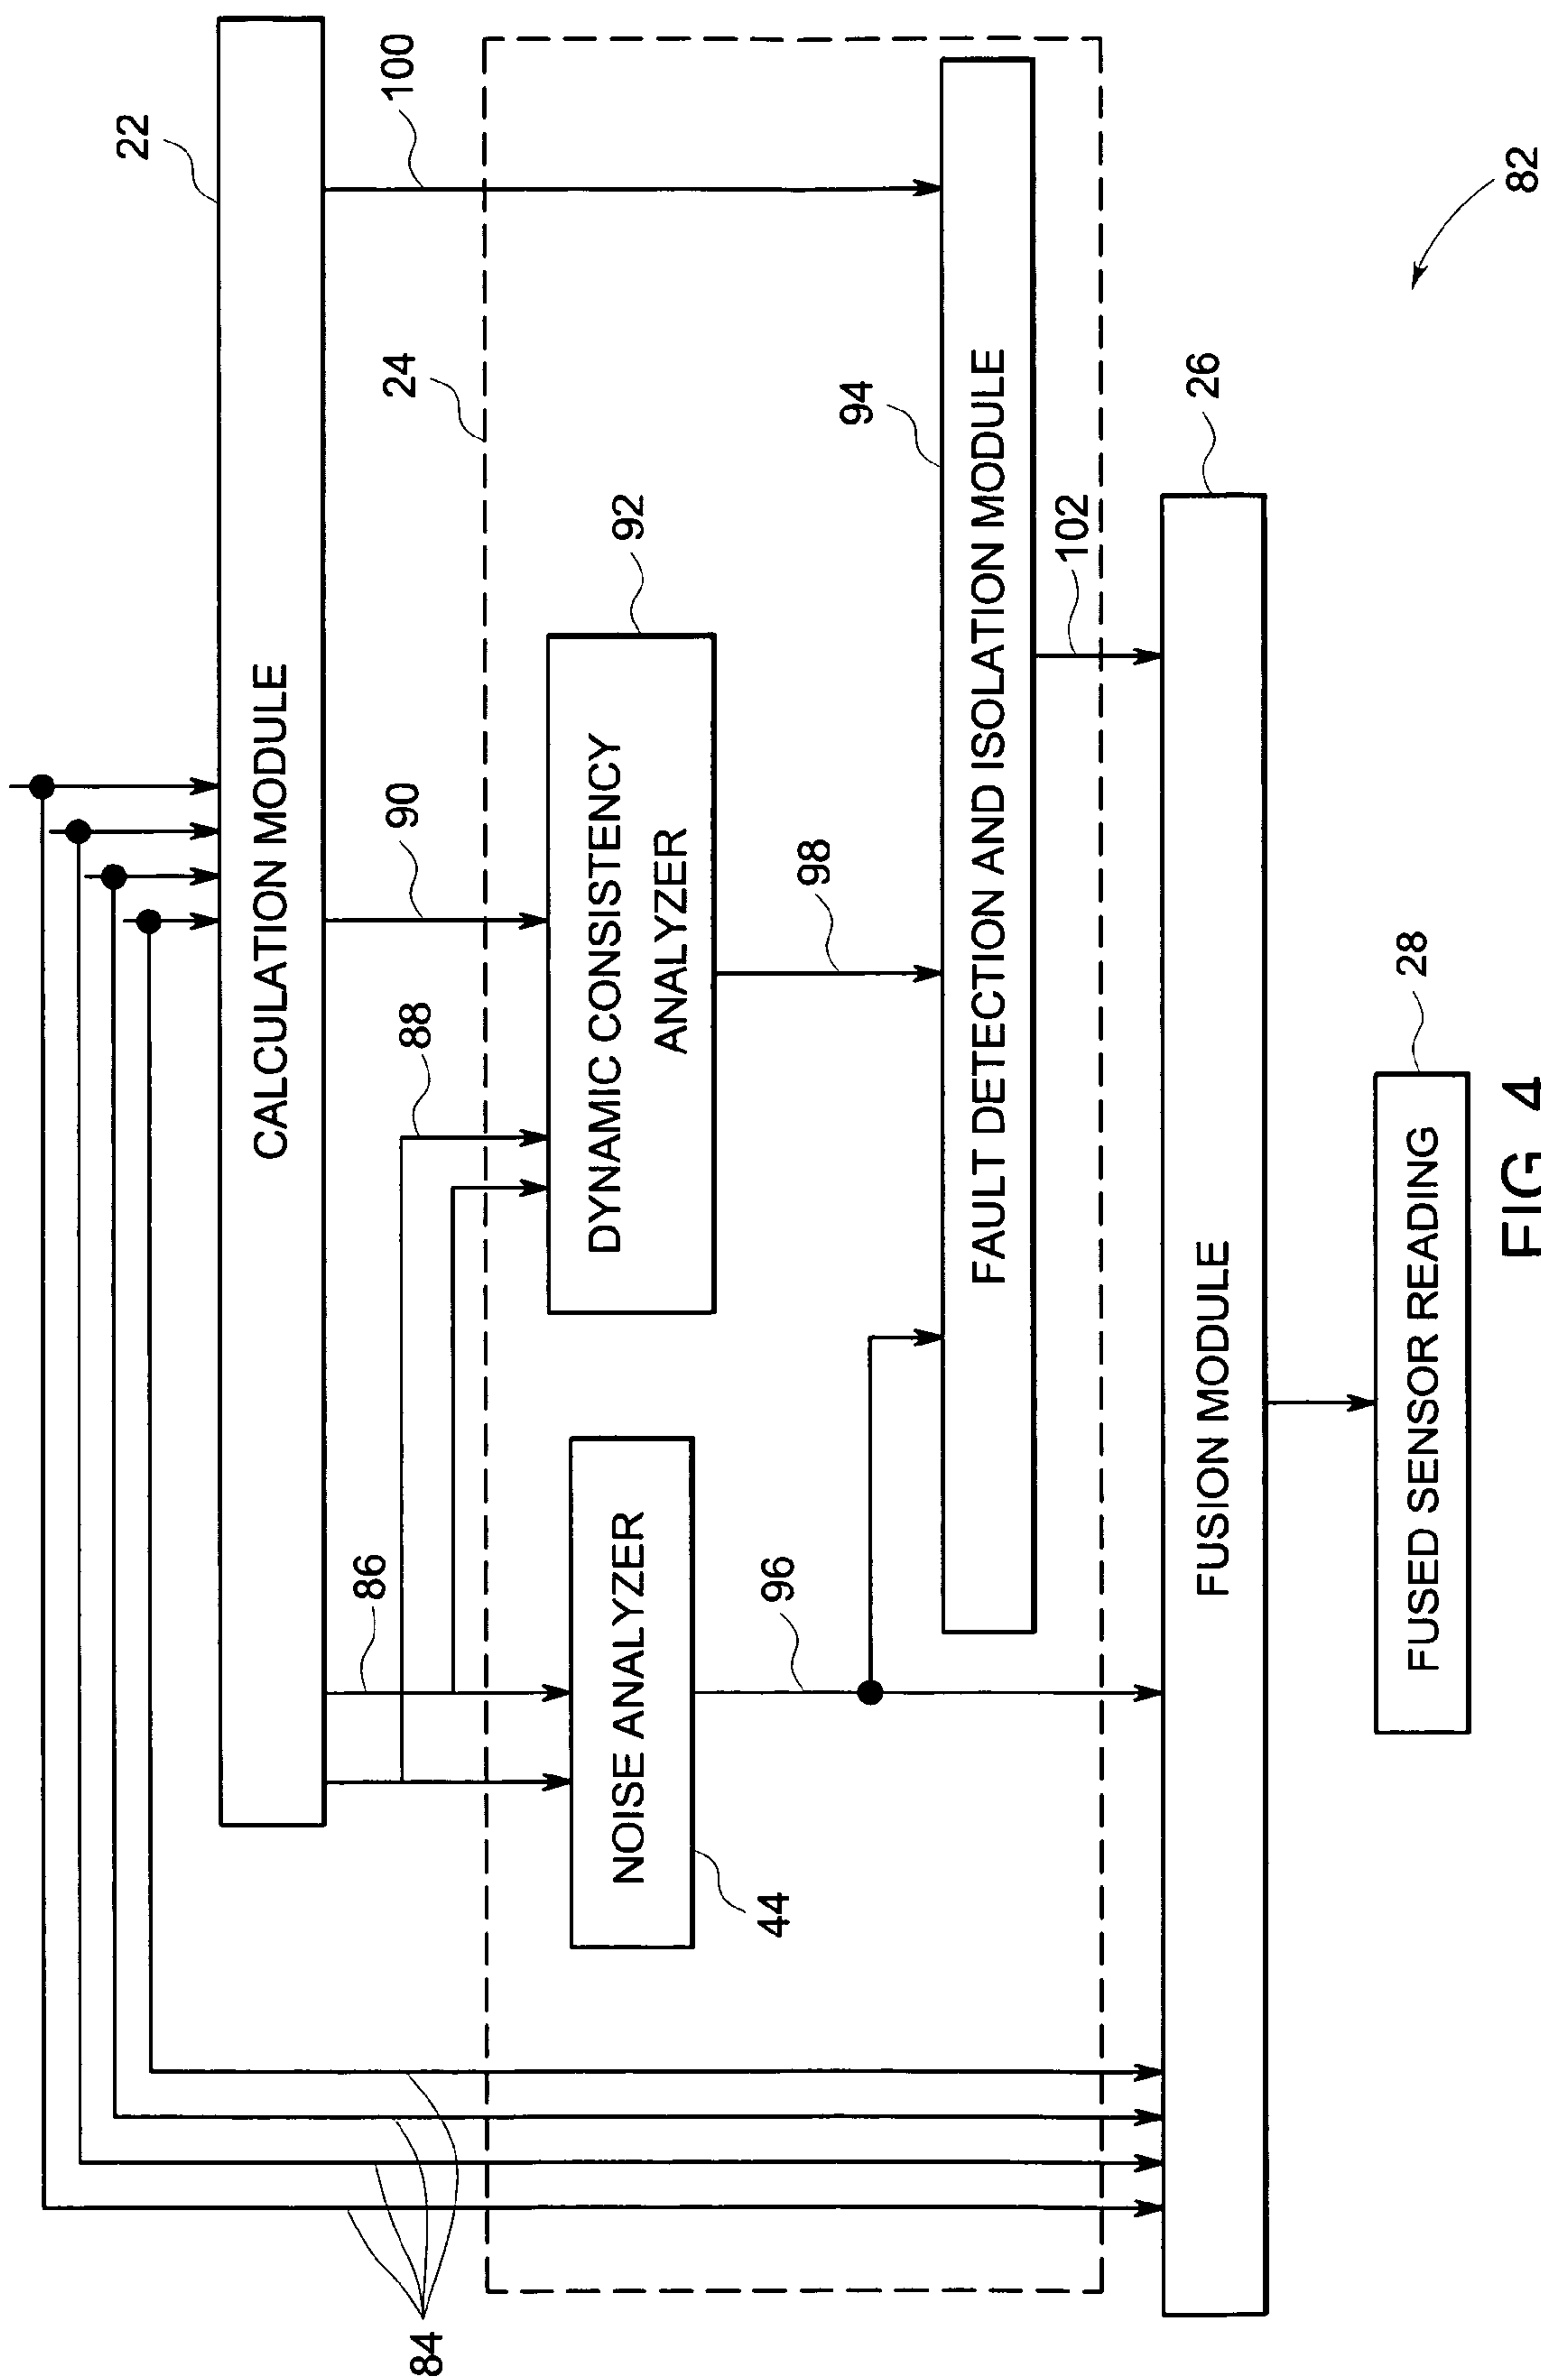 22
CALCULATION MODULE
100
24
90
88
86
92
DYNAMIC CONSISTENCY
ANALYZER
NOISE ANALYZER
44
98
96
94
FAULT DETECTION AND ISOLATION MODULE
102
84
26
FUSION MODULE
28
FUSED SENSOR READING
82
FIG. 4